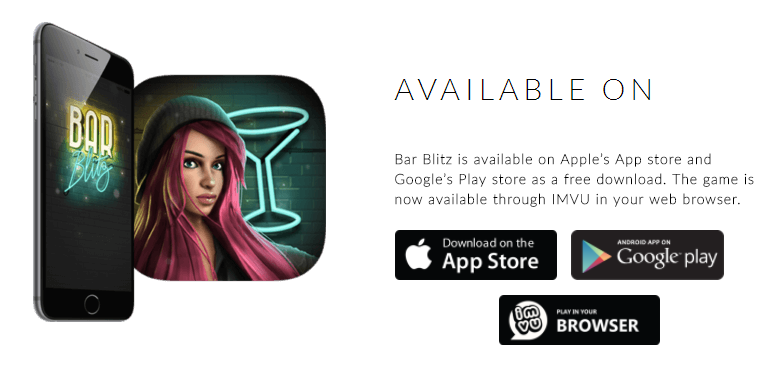 BAR
Blitz
AVAILABLE ON
Bar Blitz is available on Apple's App store and
Google's Play store as a free download. The game is
now available through IMVU in your web browser.
Download on the
App Store
ANDROID APP ON
Google play
imvu
PLAY IN YOUR
BROWSER